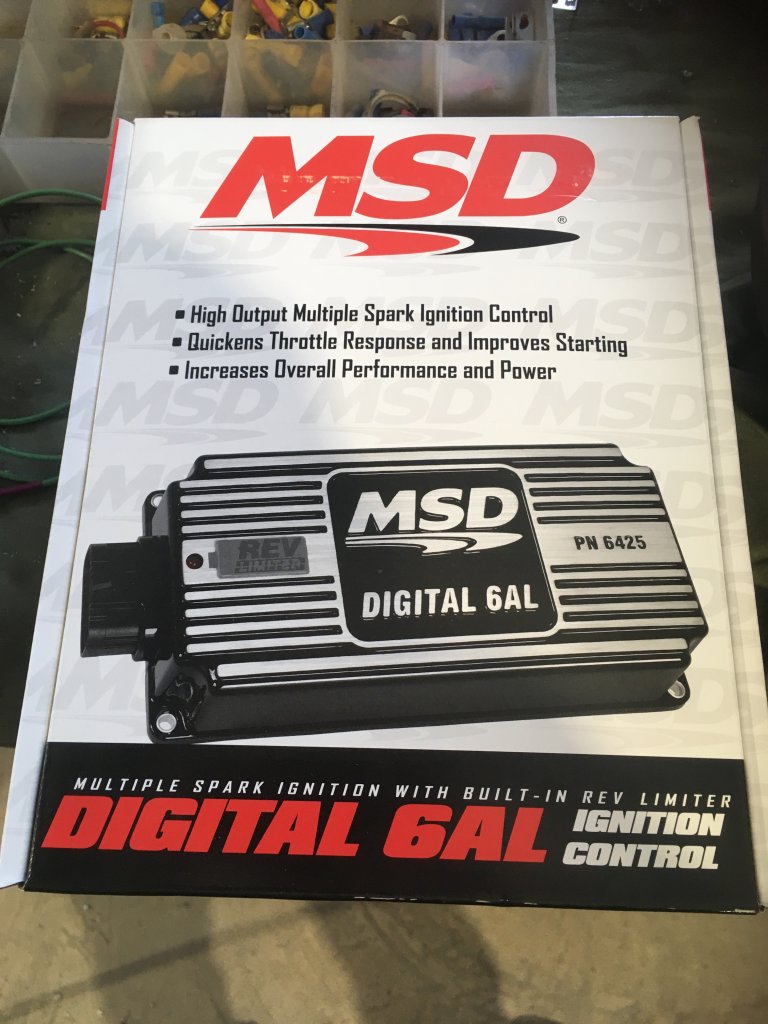 MSD
®
• High Output Multiple Spark Ignition Control
• Quickens Throttle Response and Improves Starting
• Increases Overall Performance and Power
MSD
DIGITAL 6AL
REV
LIMITER
PN 6425
MULTIPLE SPARK IGNITION WITH BUILT-IN REV LIMITER
DIGITAL 6AL IGNITION
CONTROL